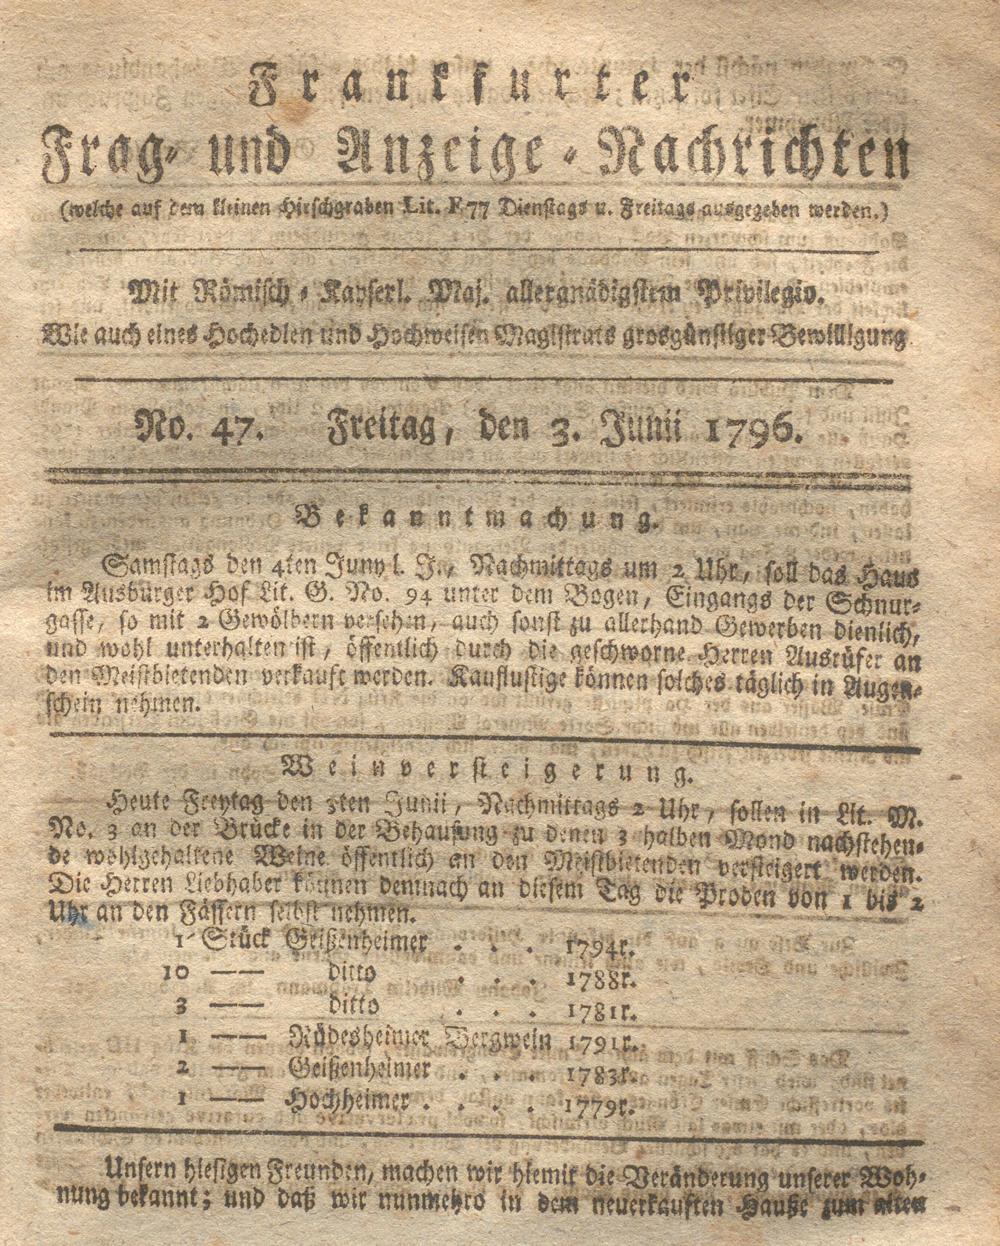 Frankfurter
Frag- und Anzeige-Nachrichten
(welche auf dem kleinen Hirschgraben Lit. F 77 Dienstags u. Freitags ausgegeben werden.)
Mit Römisch-Kayserl. Maj. allergnädigstem Privilegio.
Wie auch eines Hochedlen und Hochweisen Magistrats grosgünstiger Bewilligung
No. 47. Freitag, den 3. Junii 1796.
Bekanntmachung.
Samstags den 4ten Juny l. J., Nachmittags um 2 Uhr, soll das Haus
im Ausbürger Hof Lit. G. No. 94 unter dem Bogen, Eingangs der Schnur-
gasse, so mit 2 Gewölbern versehen, auch sonst zu allerhand Gewerben dienlich,
und wohl unterhalten ist, öffentlich durch die geschworne Herren Ausrüfer an
den Meistbietenden verkauft werden. Kauflustige können solches täglich in Augen-
schein nehmen.
Weinversteigerung.
Heute Freytag den 3ten Junii, Nachmittags 2 Uhr, sollen in Lit. M.
No. 3 an der Brücke in der Behausung zu denen 3 halben Mond nachstehen-
de wohlgehaltene Weine öffentlich an den Meistbietenden versteigert werden.
Die Herren Liebhaber können demnach an diesem Tag die Proben von 1 bis 2
Uhr an den Fässern selbst nehmen.
1 Stück Geißenheimer . . . 1794r.
10 —— ditto . . . 1788r.
3 —— ditto . . . 1781r.
1 —— Rüdesheimer Bergwein 1791r.
2 —— Geißenheimer . . . 1783r.
1 —— Hochheimer . . . . 1779r.
Unsern hiesigen Freunden, machen wir hiemit die Veränderung unserer Woh-
nung bekannt; und daß wir nunmehro in dem neuerkauften Hauße zum alten